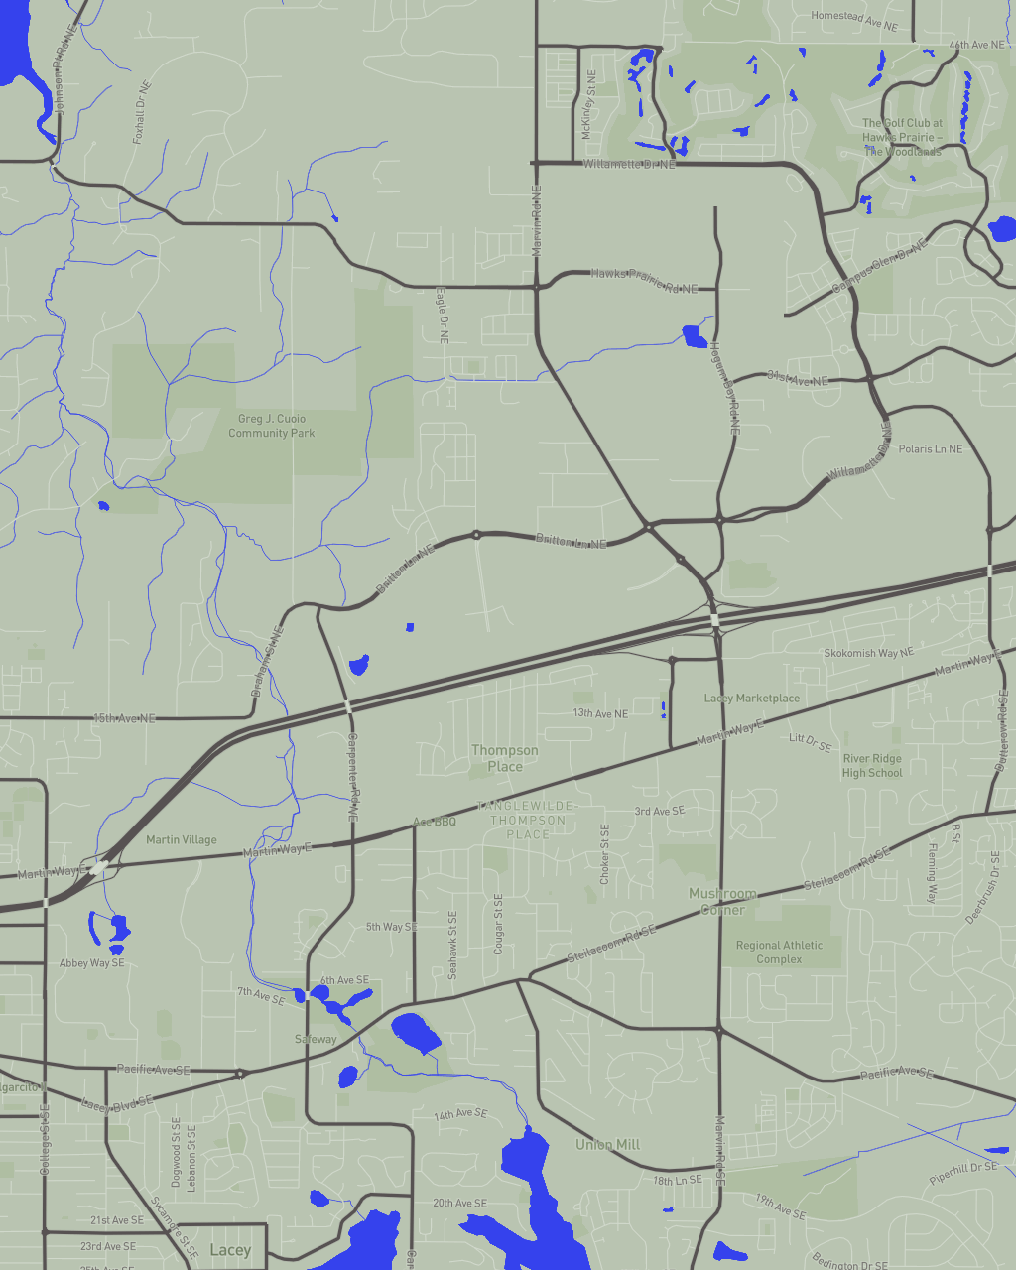 Homestead Ave NE
46th Ave NE
Johnson Pt Rd NE
Foxhall Dr NE
McKinley St NE
The Golf Club at
Hawks Prairie –
The Woodlands
Willamette Dr NE
Marvin Rd NE
Campus Glen Dr NE
Hawks Prairie Rd NE
Eagle Dr NE
Hogum Bay Rd NE
31st Ave NE
Greg J. Cuoio
Community Park
Polaris Ln NE
Willamette Dr NE
Britton Ln NE
Britton Ln NE
Draham St NE
Skokomish Way NE
Martin Way E
Lacey Marketplace
15th Ave NE
13th Ave NE
Dutterow Rd SE
Martin Way E
Litt Dr SE
Carpenter Rd NE
Thompson
Place
River Ridge
High School
TANGLEWILDE-
THOMPSON
PLACE
3rd Ave SE
Ace BBQ
Martin Village
Martin Way E
R St
Choker St SE
Steilacoom Rd SE
Fleming Way
Deerbrush Dr SE
Martin Way E
Mushroom
Corner
5th Way SE
Seahawk St SE
Cougar St SE
Steilacoom Rd SE
Regional Athletic
Complex
Abbey Way SE
6th Ave SE
7th Ave SE
Safeway
Pacific Ave SE
Pacific Ave SE
Lacey Blvd SE
14th Ave SE
College St SE
Dogwood St SE
Lebanon St SE
Union Mill
Marvin Rd SE
18th Ln SE
Piperhill Dr SE
19th Ave SE
20th Ave SE
21st Ave SE
Sycamore St SE
23rd Ave SE
Lacey
Bedington Dr SE
25th Ave SE